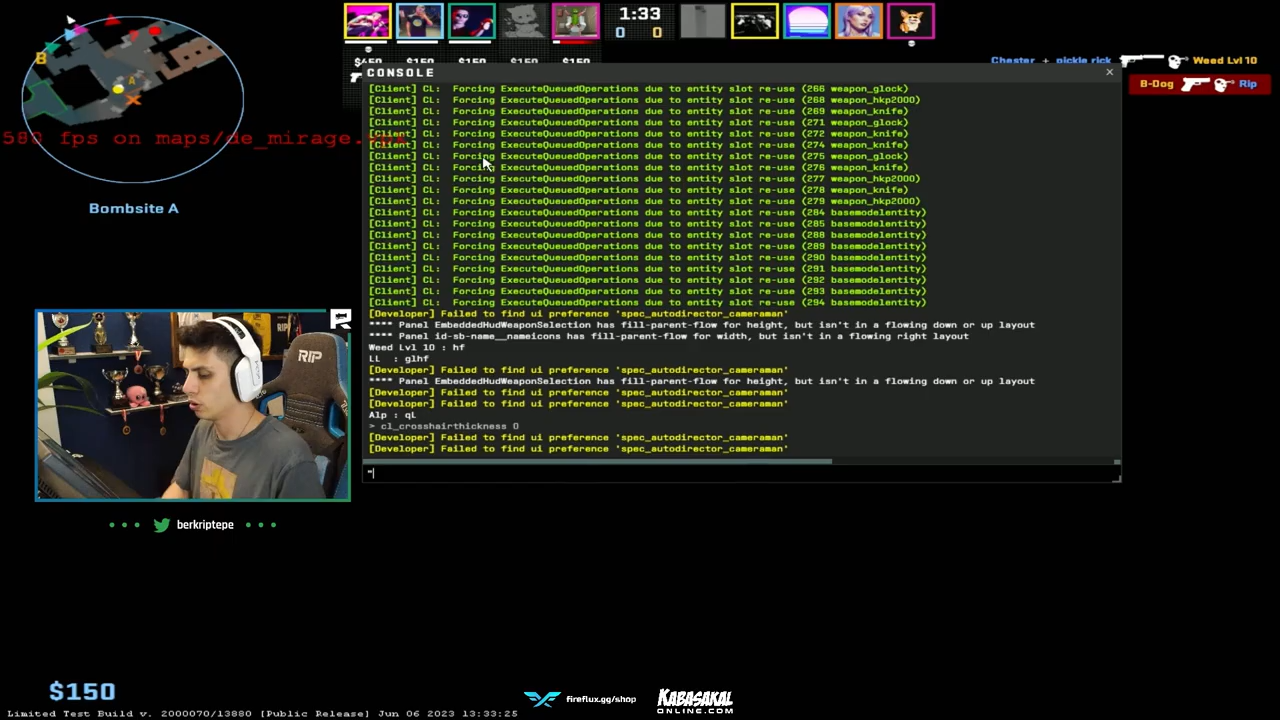 1:33
0 0
$150 $150 $150
Chester + pickle rick Weed Lvl 10
B-Dog Rip
B
A
580 fps on maps/de_mirage.
Bombsite A
CONSOLE
[Client] CL: Forcing ExecuteQueuedOperations due to entity slot re-use (266 weapon_glock)
[Client] CL: Forcing ExecuteQueuedOperations due to entity slot re-use (268 weapon_hkp2000)
[Client] CL: Forcing ExecuteQueuedOperations due to entity slot re-use (269 weapon_knife)
[Client] CL: Forcing ExecuteQueuedOperations due to entity slot re-use (271 weapon_glock)
[Client] CL: Forcing ExecuteQueuedOperations due to entity slot re-use (272 weapon_knife)
[Client] CL: Forcing ExecuteQueuedOperations due to entity slot re-use (274 weapon_knife)
[Client] CL: Forcing ExecuteQueuedOperations due to entity slot re-use (275 weapon_glock)
[Client] CL: Forcing ExecuteQueuedOperations due to entity slot re-use (276 weapon_knife)
[Client] CL: Forcing ExecuteQueuedOperations due to entity slot re-use (277 weapon_hkp2000)
[Client] CL: Forcing ExecuteQueuedOperations due to entity slot re-use (278 weapon_knife)
[Client] CL: Forcing ExecuteQueuedOperations due to entity slot re-use (279 weapon_hkp2000)
[Client] CL: Forcing ExecuteQueuedOperations due to entity slot re-use (284 basemodelentity)
[Client] CL: Forcing ExecuteQueuedOperations due to entity slot re-use (285 basemodelentity)
[Client] CL: Forcing ExecuteQueuedOperations due to entity slot re-use (288 basemodelentity)
[Client] CL: Forcing ExecuteQueuedOperations due to entity slot re-use (289 basemodelentity)
[Client] CL: Forcing ExecuteQueuedOperations due to entity slot re-use (290 basemodelentity)
[Client] CL: Forcing ExecuteQueuedOperations due to entity slot re-use (291 basemodelentity)
[Client] CL: Forcing ExecuteQueuedOperations due to entity slot re-use (292 basemodelentity)
[Client] CL: Forcing ExecuteQueuedOperations due to entity slot re-use (293 basemodelentity)
[Client] CL: Forcing ExecuteQueuedOperations due to entity slot re-use (294 basemodelentity)
[Developer] Failed to find ui preference 'spec_autodirector_cameraman'
**** Panel EmbeddedHudWeaponSelection has fill-parent-flow for height, but isn't in a flowing down or up layout
**** Panel id-sb-name__nameicons has fill-parent-flow for width, but isn't in a flowing right layout
Weed Lvl 10 : hf
LL : glhf
[Developer] Failed to find ui preference 'spec_autodirector_cameraman'
**** Panel EmbeddedHudWeaponSelection has fill-parent-flow for height, but isn't in a flowing down or up layout
[Developer] Failed to find ui preference 'spec_autodirector_cameraman'
[Developer] Failed to find ui preference 'spec_autodirector_cameraman'
Alp : qL
> cl_crosshairthickness 0
[Developer] Failed to find ui preference 'spec_autodirector_cameraman'
[Developer] Failed to find ui preference 'spec_autodirector_cameraman'
"
RIP
berkriptepe
$150
fireflux.gg/shop
KABASAKAL
ONLINE.COM
Limited Test Build v. 2000070/13880 [Public Release] Jun 06 2023 13:33:25